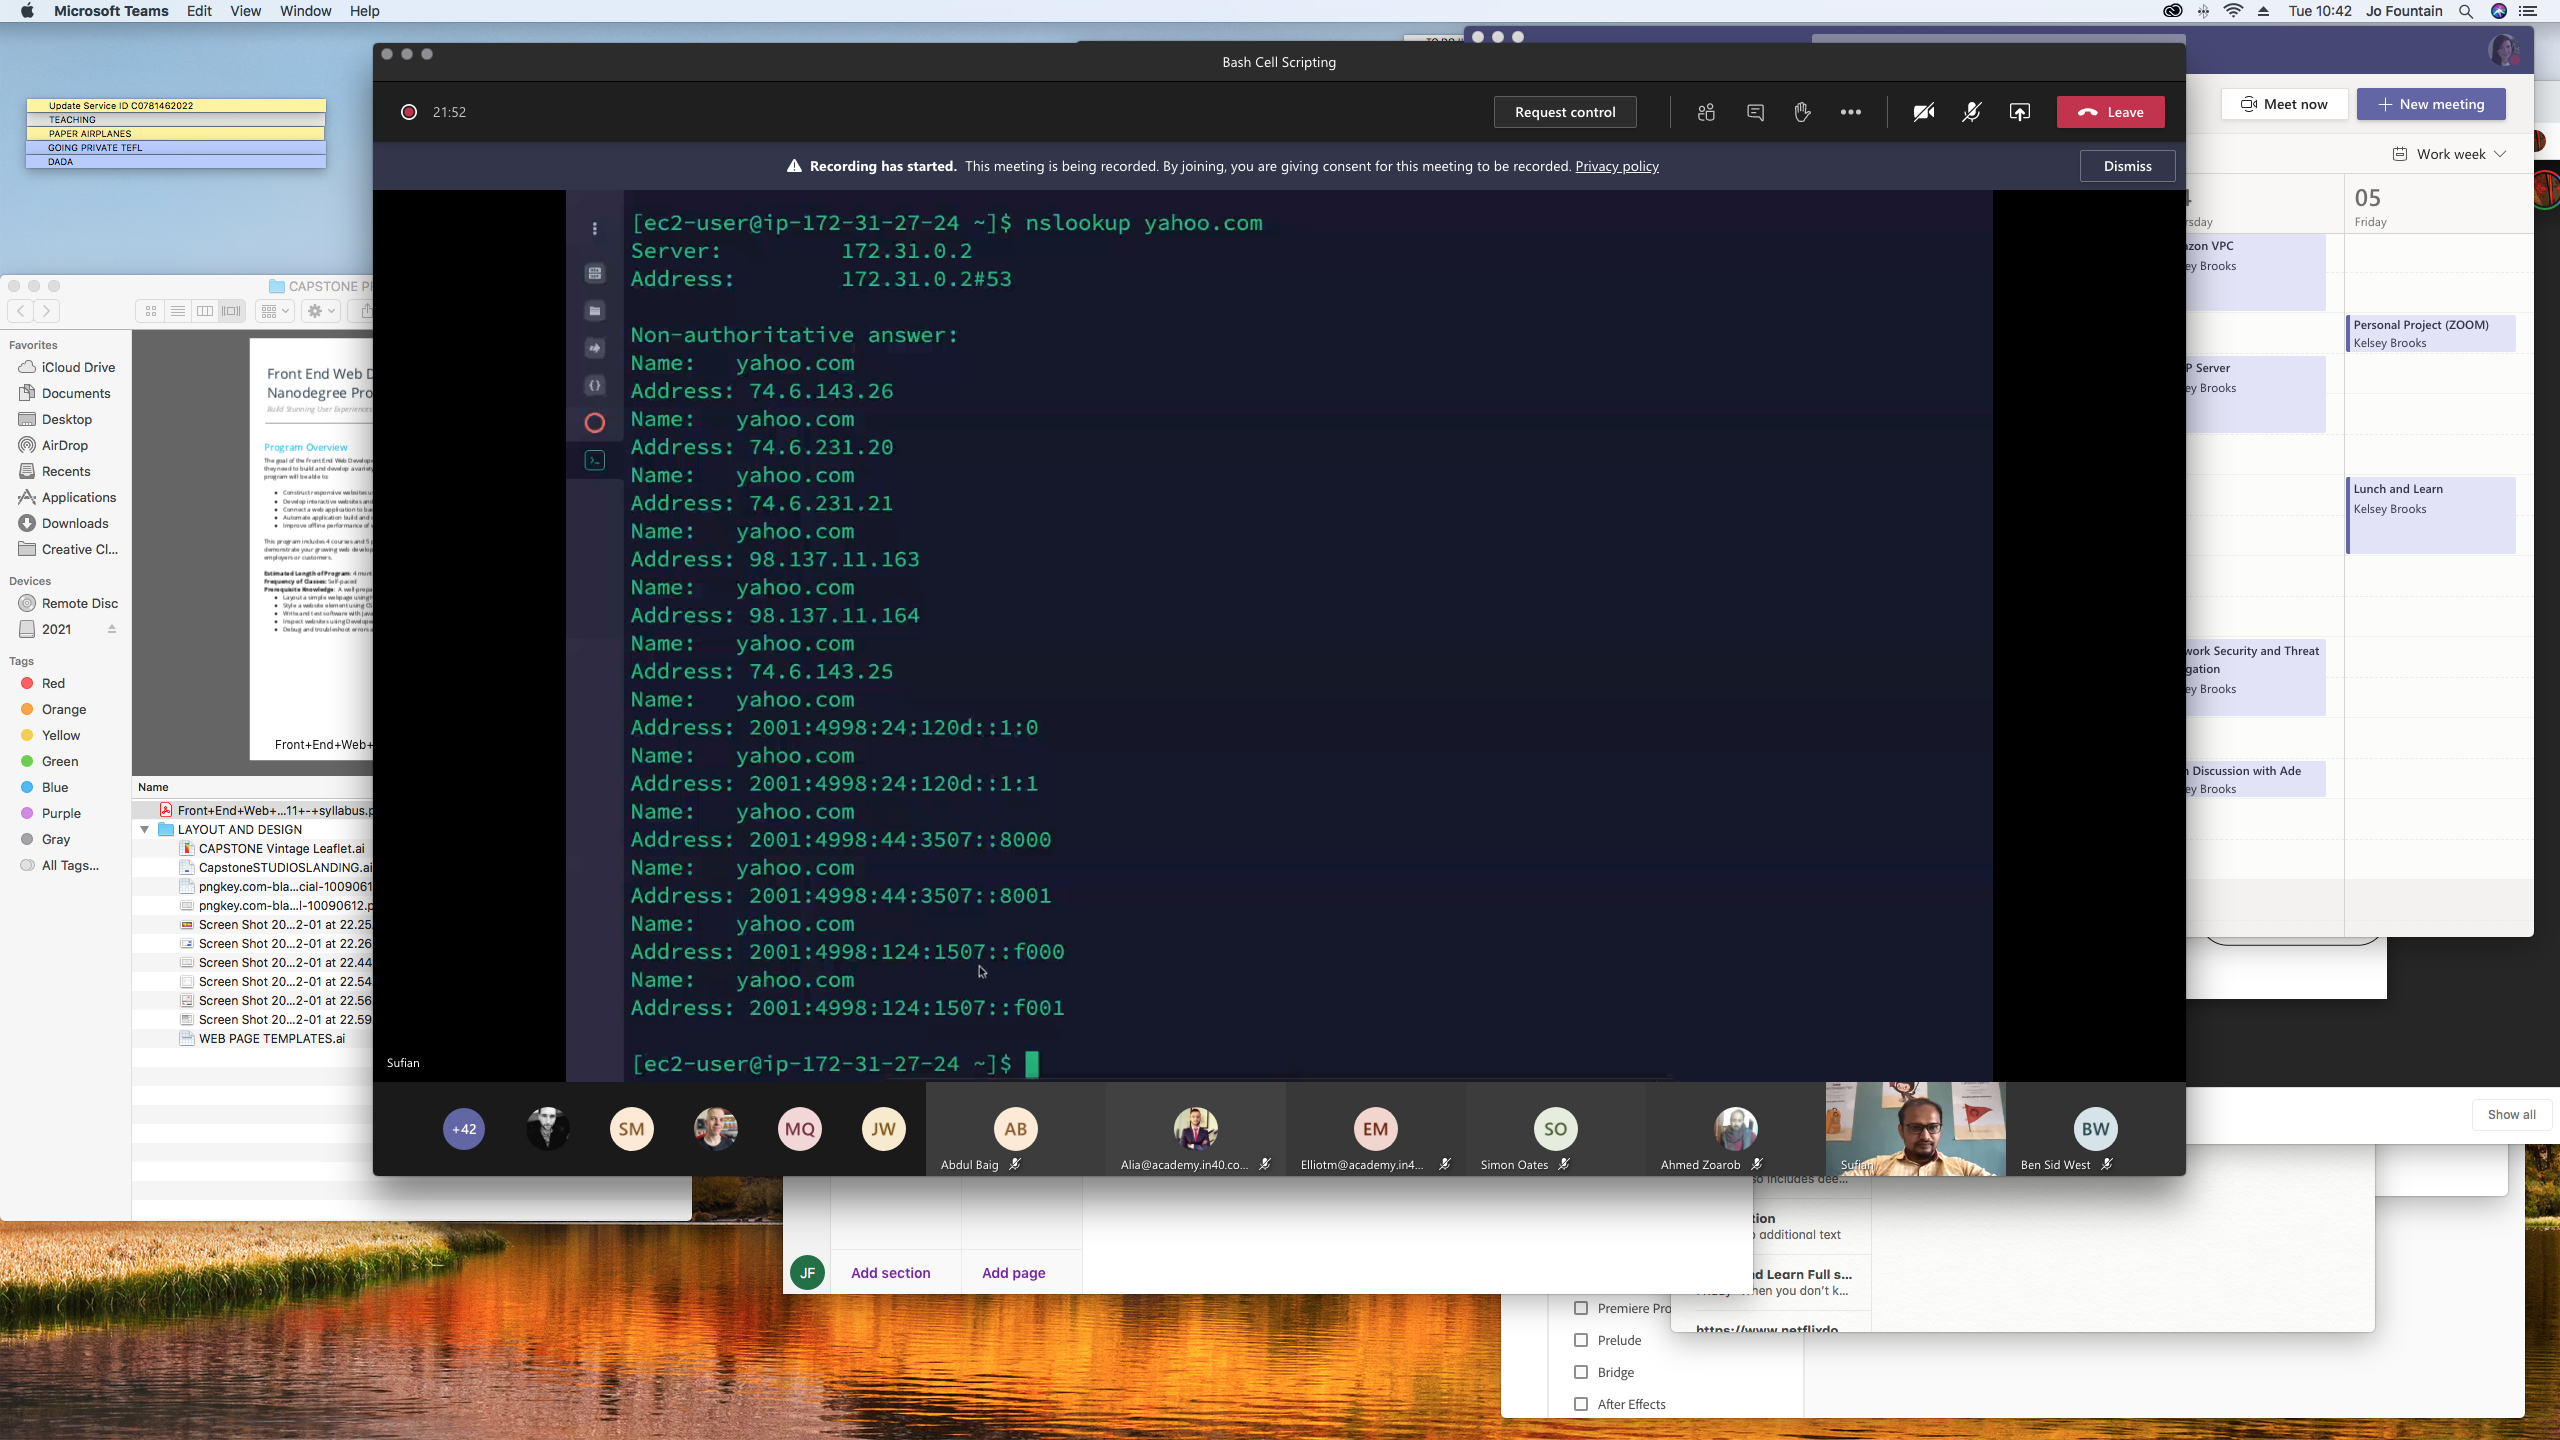 Microsoft Teams Edit View Window Help
Tue 10:42 Jo Fountain
Update Service ID C0781462022
TEACHING
PAPER AIRPLANES
GOING PRIVATE TEFL
DADA
Bash Cell Scripting
21:52
Request control
Leave
Recording has started. This meeting is being recorded. By joining, you are giving consent for this meeting to be recorded. Privacy policy
Dismiss
[ec2-user@ip-172-31-27-24 ~]$ nslookup yahoo.com
Server: 172.31.0.2
Address: 172.31.0.2#53
Non-authoritative answer:
Name: yahoo.com
Address: 74.6.143.26
Name: yahoo.com
Address: 74.6.231.20
Name: yahoo.com
Address: 74.6.231.21
Name: yahoo.com
Address: 98.137.11.163
Name: yahoo.com
Address: 98.137.11.164
Name: yahoo.com
Address: 74.6.143.25
Name: yahoo.com
Address: 2001:4998:24:120d::1:0
Name: yahoo.com
Address: 2001:4998:24:120d::1:1
Name: yahoo.com
Address: 2001:4998:44:3507::8000
Name: yahoo.com
Address: 2001:4998:44:3507::8001
Name: yahoo.com
Address: 2001:4998:124:1507::f000
Name: yahoo.com
Address: 2001:4998:124:1507::f001
[ec2-user@ip-172-31-27-24 ~]$
Sufian
+42
SM
MQ
JW
AB
Abdul Baig
Alia@academy.in40.co...
EM
Elliotm@academy.in4...
SO
Simon Oates
Ahmed Zoarob
Sufian
BW
Ben Sid West
CAPSTONE P
Favorites
iCloud Drive
Documents
Desktop
AirDrop
Recents
Applications
Downloads
Creative Cl...
Devices
Remote Disc
2021
Tags
Red
Orange
Yellow
Green
Blue
Purple
Gray
All Tags...
Front End Web D
Nanodegree Pro
Build Stunning User Experiences
Program Overview
Front+End+Web+
Name
Front+End+Web+...11+-+syllabus.p
LAYOUT AND DESIGN
CAPSTONE Vintage Leaflet.ai
CapstoneSTUDIOSLANDING.ai
pngkey.com-bla...cial-1009061
pngkey.com-bla...l-10090612.p
Screen Shot 20...2-01 at 22.25
Screen Shot 20...2-01 at 22.26
Screen Shot 20...2-01 at 22.44
Screen Shot 20...2-01 at 22.54
Screen Shot 20...2-01 at 22.56
Screen Shot 20...2-01 at 22.59
WEB PAGE TEMPLATES.ai
Meet now
New meeting
Work week
05
rsday
Friday
zon VPC
ey Brooks
Personal Project (ZOOM)
Kelsey Brooks
P Server
ey Brooks
Lunch and Learn
Kelsey Brooks
work Security and Threat
gation
ey Brooks
Discussion with Ade
ey Brooks
Show all
so includes dee...
tion
additional text
d Learn Full s...
hen you don't k...
https://www.netflixdo
JF
Add section
Add page
Premiere Pro
Prelude
Bridge
After Effects